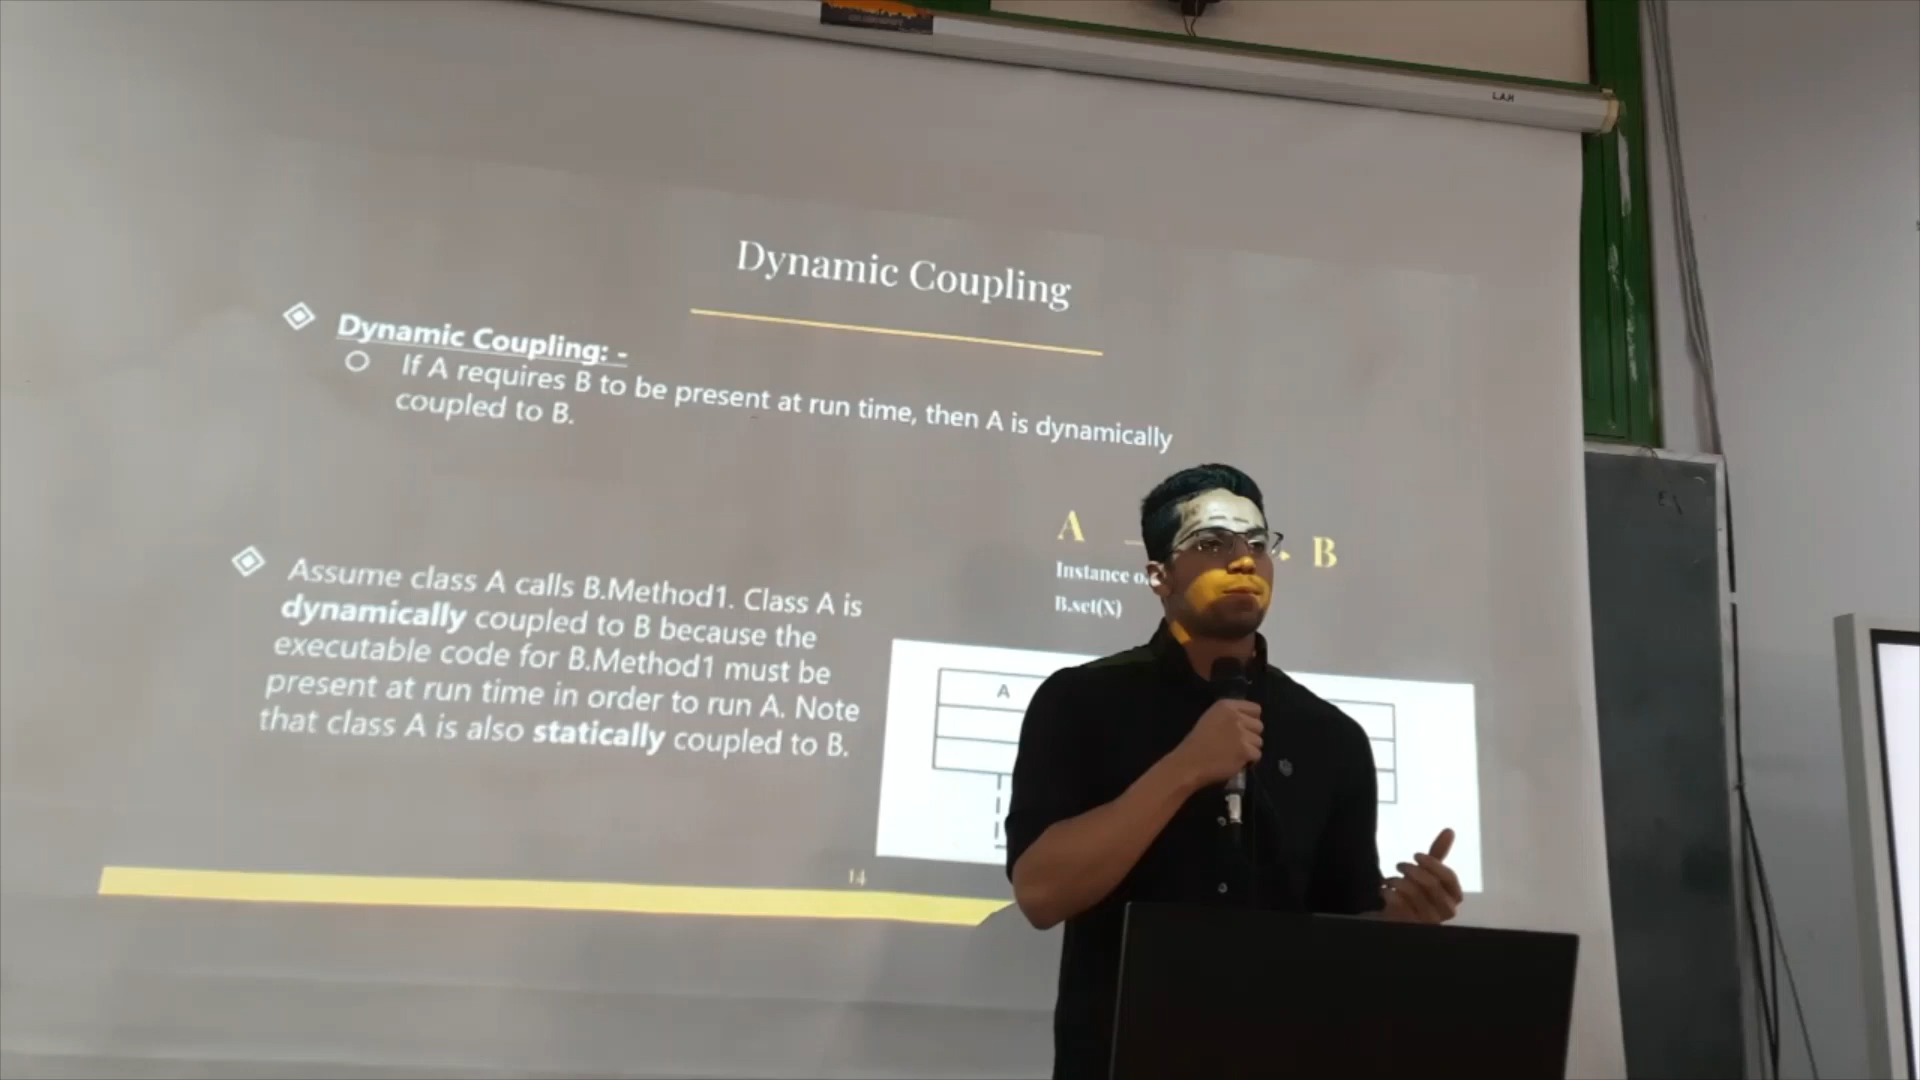 Dynamic Coupling
Dynamic Coupling: -
If A requires B to be present at run time, then A is dynamically
coupled to B.
A B
Instance
B.set(X)
Assume class A calls B.Method1. Class A is
dynamically coupled to B because the
executable code for B.Method1 must be
present at run time in order to run A. Note
that class A is also statically coupled to B.
A
14